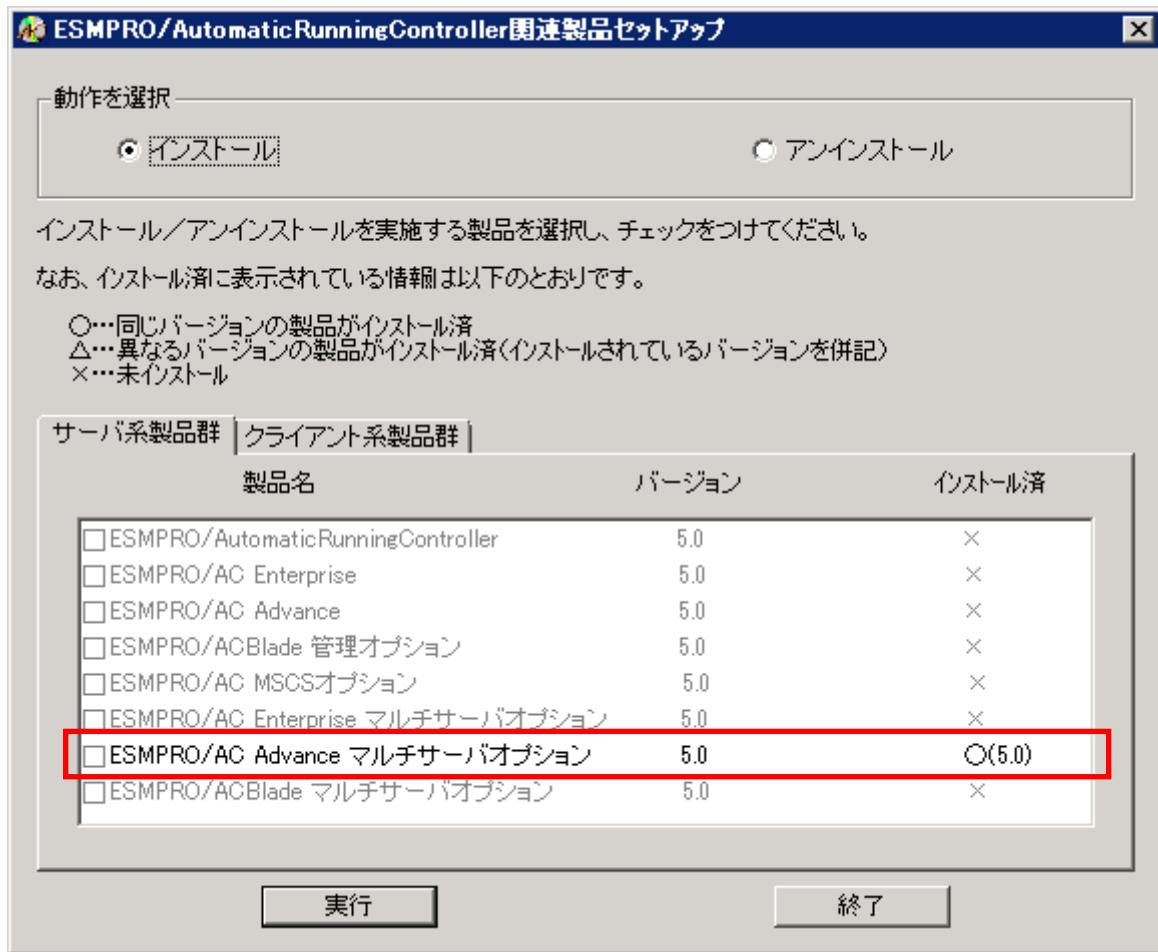 ESMPRO/AutomaticRunningController関連製品セットアップ
動作を選択
インストール アンインストール
インストール／アンインストールを実施する製品を選択し、チェックをつけてください。
なお、インストール済に表示されている情報は以下のとおりです。
○…同じバージョンの製品がインストール済
△…異なるバージョンの製品がインストール済(インストールされているバージョンを併記)
×…未インストール
サーバ系製品群 クライアント系製品群
製品名 バージョン インストール済
ESMPRO/AutomaticRunningController 5.0 ×
ESMPRO/AC Enterprise 5.0 ×
ESMPRO/AC Advance 5.0 ×
ESMPRO/ACBlade 管理オプション 5.0 ×
ESMPRO/AC MSCSオプション 5.0 ×
ESMPRO/AC Enterprise マルチサーバオプション 5.0 ×
ESMPRO/AC Advance マルチサーバオプション 5.0 ○(5.0)
ESMPRO/ACBlade マルチサーバオプション 5.0 ×
実行 終了